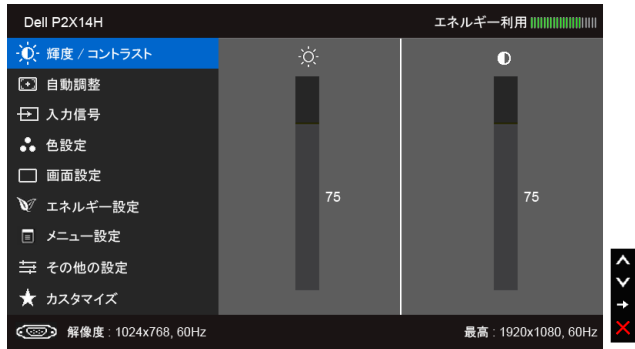 Dell P2X14H
エネルギー利用
輝度 / コントラスト
自動調整
入力信号
色設定
画面設定
エネルギー設定
メニュー設定
その他の設定
カスタマイズ
75
75
解像度 : 1024x768, 60Hz
最高 : 1920x1080, 60Hz